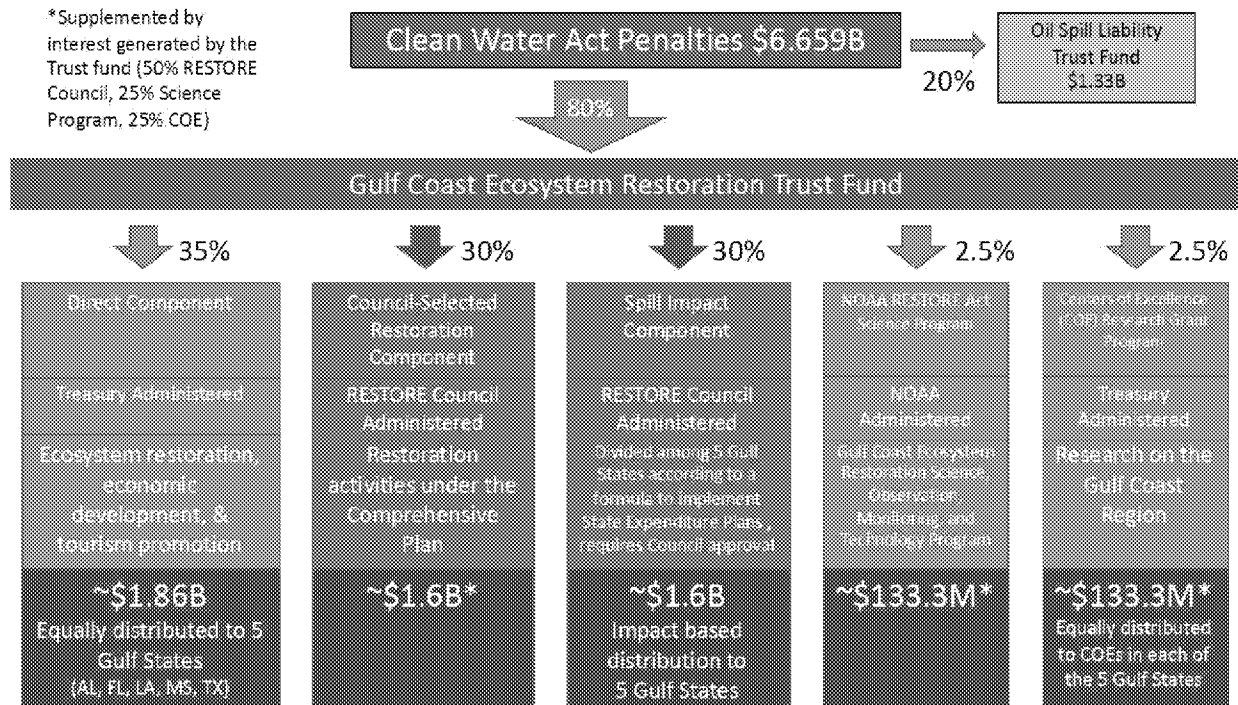 *Supplemented by
interest generated by the
Trust fund (50% RESTORE
Council, 25% Science
Program, 25% COE)
Clean Water Act Penalties $6.659B
20%
Oil Spill Liability
Trust Fund
$1.33B
80%
Gulf Coast Ecosystem Restoration Trust Fund
35%
30%
30%
2.5%
2.5%
Direct Component
Treasury Administered
Ecosystem restoration,
economic
development, &
tourism promotion
~$1.86B
Equally distributed to 5
Gulf States
(AL, FL, LA, MS, TX)
Council-Selected
Restoration
Component
RESTORE Council
Administered
Restoration
activities under the
Comprehensive
Plan
~$1.6B*
Spill Impact
Component
RESTORE Council
Administered
Divided among 5 Gulf
States according to a
formula to implement
State Expenditure Plans,
requires Council approval
~$1.6B
Impact based
distribution to
5 Gulf States
NOAA RESTORE Act
Science Program
NOAA
Administered
Gulf Coast Ecosystem
Restoration Science,
Observation,
Monitoring, and
Technology Program
~$133.3M*
Centers of Excellence
(COE) Research Grant
Program
Treasury
Administered
Research on the
Gulf Coast
Region
~$133.3M*
Equally distributed
to COEs in each of
the 5 Gulf States